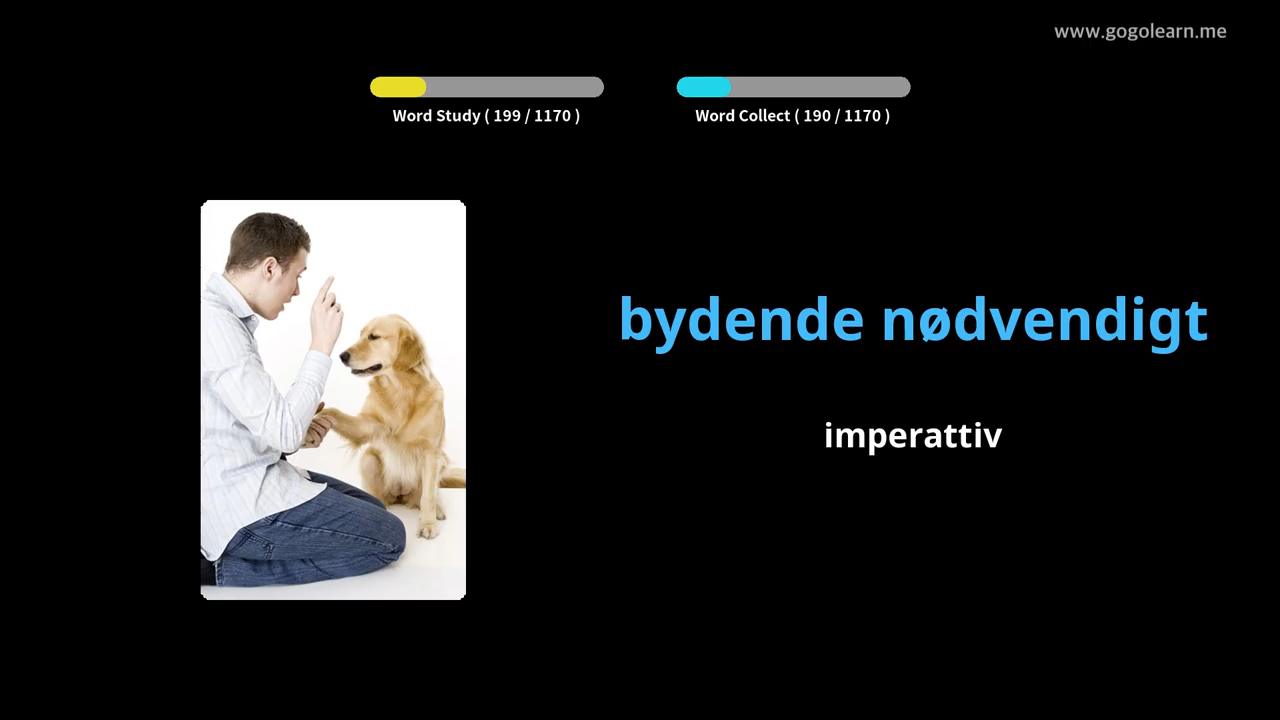 www.gogolearn.me
Word Study ( 199 / 1170 )
Word Collect ( 190 / 1170 )
bydende nødvendigt
imperattiv